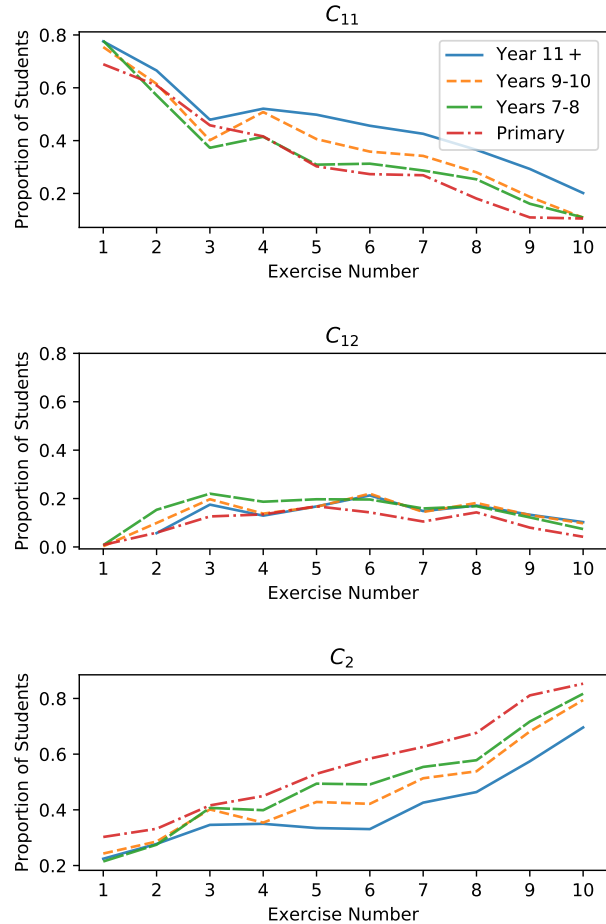 C11
0.8
0.6
0.4
0.2
Proportion of Students
Year 11 +
Years 9-10
Years 7-8
Primary
1 2 3 4 5 6 7 8 9 10
Exercise Number
C12
0.8
0.6
0.4
0.2
0.0
Proportion of Students
1 2 3 4 5 6 7 8 9 10
Exercise Number
C2
0.8
0.6
0.4
0.2
Proportion of Students
1 2 3 4 5 6 7 8 9 10
Exercise Number